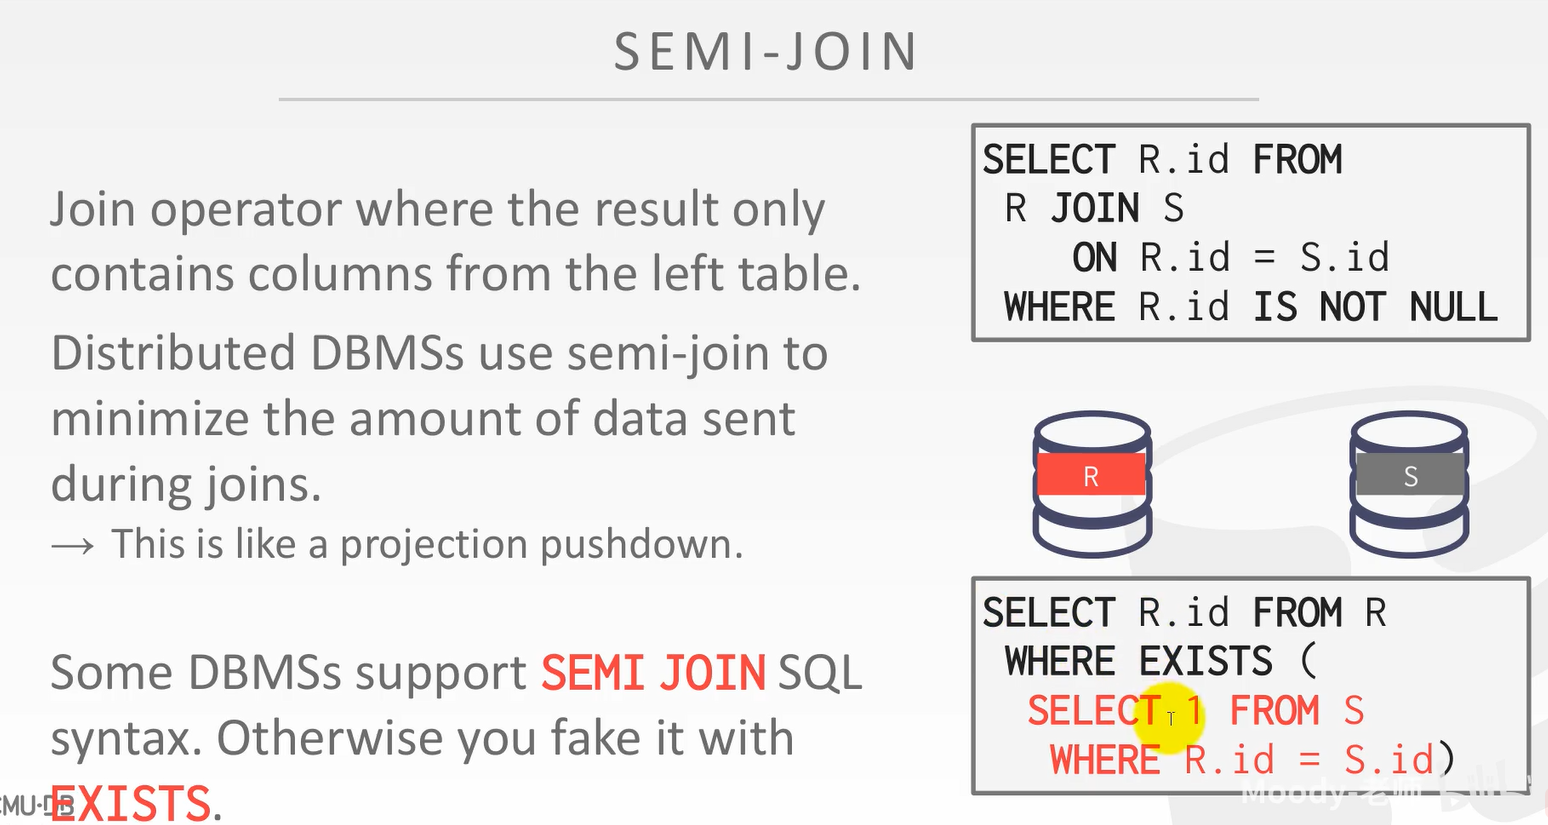 SEMI-JOIN
Join operator where the result only
contains columns from the left table.
Distributed DBMSs use semi-join to
minimize the amount of data sent
during joins.
→ This is like a projection pushdown.
Some DBMSs support SEMI JOIN SQL
syntax. Otherwise you fake it with
EXISTS.
SELECT R.id FROM
R JOIN S
ON R.id = S.id
WHERE R.id IS NOT NULL
R
S
SELECT R.id FROM R
WHERE EXISTS (
SELECT 1 FROM S
WHERE R.id = S.id)
CMU·DB
Moody-老师